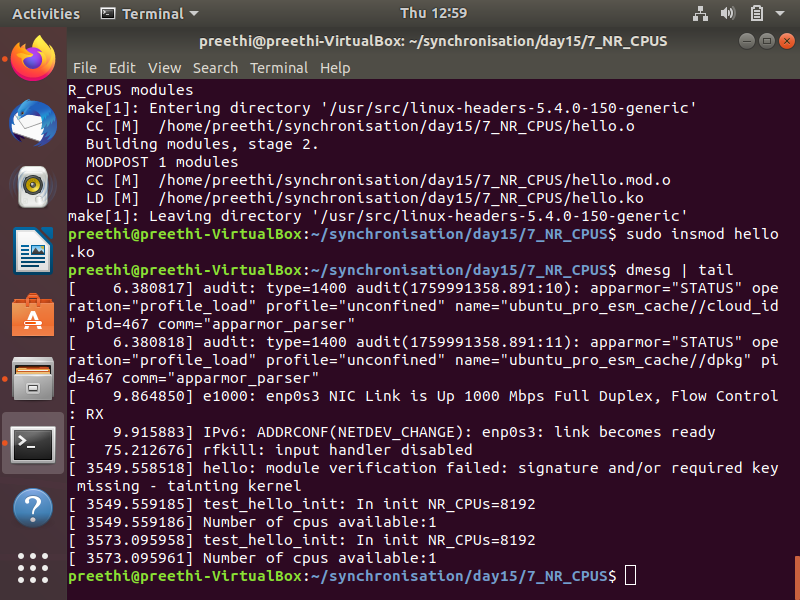 Activities
Terminal
Thu 12:59
preethi@preethi-VirtualBox: ~/synchronisation/day15/7_NR_CPUS
File Edit View Search Terminal Help
R_CPUS modules
make[1]: Entering directory '/usr/src/linux-headers-5.4.0-150-generic'
  CC [M]  /home/preethi/synchronisation/day15/7_NR_CPUS/hello.o
  Building modules, stage 2.
  MODPOST 1 modules
  CC [M]  /home/preethi/synchronisation/day15/7_NR_CPUS/hello.mod.o
  LD [M]  /home/preethi/synchronisation/day15/7_NR_CPUS/hello.ko
make[1]: Leaving directory '/usr/src/linux-headers-5.4.0-150-generic'
preethi@preethi-VirtualBox:~/synchronisation/day15/7_NR_CPUS$ sudo insmod hello
.ko
preethi@preethi-VirtualBox:~/synchronisation/day15/7_NR_CPUS$ dmesg | tail
[    6.380817] audit: type=1400 audit(1759991358.891:10): apparmor="STATUS" ope
ration="profile_load" profile="unconfined" name="ubuntu_pro_esm_cache//cloud_id
" pid=467 comm="apparmor_parser"
[    6.380818] audit: type=1400 audit(1759991358.891:11): apparmor="STATUS" ope
ration="profile_load" profile="unconfined" name="ubuntu_pro_esm_cache//dpkg" pi
d=467 comm="apparmor_parser"
[    9.864850] e1000: enp0s3 NIC Link is Up 1000 Mbps Full Duplex, Flow Control
: RX
[    9.915883] IPv6: ADDRCONF(NETDEV_CHANGE): enp0s3: link becomes ready
[   75.212676] rfkill: input handler disabled
[ 3549.558518] hello: module verification failed: signature and/or required key
 missing - tainting kernel
[ 3549.559185] test_hello_init: In init NR_CPUs=8192
[ 3549.559186] Number of cpus available:1
[ 3573.095958] test_hello_init: In init NR_CPUs=8192
[ 3573.095961] Number of cpus available:1
preethi@preethi-VirtualBox:~/synchronisation/day15/7_NR_CPUS$